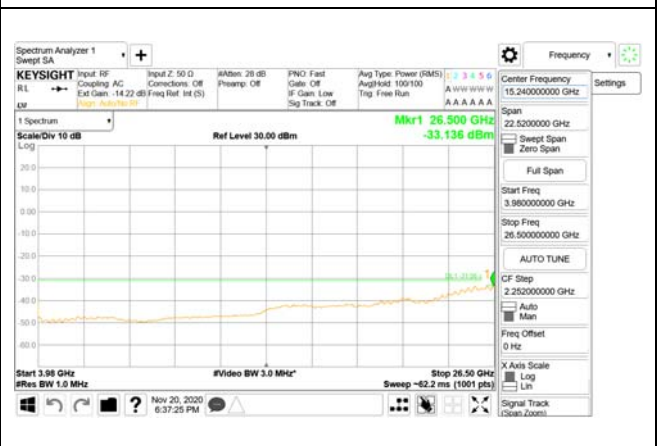 Spectrum Analyzer 1
Swept SA
Frequency
KEYSIGHT
RL
Input: RF
Coupling: AC
Ext Gain: -14.22 dB
Align: Auto/No RF
Input Z: 50 Ω
Corrections: Off
Freq Ref: Int (S)
#Atten: 28 dB
Preamp: Off
PNO: Fast
Gate: Off
IF Gain: Low
Sig Track: Off
Avg Type: Power (RMS)
Avg|Hold: 100/100
Trig: Free Run
1 2 3 4 5 6
A W W W W W
A A A A A A
Settings
1 Spectrum
Scale/Div 10 dB
Log
Ref Level 30.00 dBm
Mkr1 26.500 GHz
-33.136 dBm
20.0
10.0
0.00
-10.0
-20.0
-30.0
-40.0
-50.0
-60.0
1
Start 3.98 GHz
#Res BW 1.0 MHz
#Video BW 3.0 MHz*
Stop 26.50 GHz
Sweep ~62.2 ms (1001 pts)
Center Frequency
15.240000000 GHz
Span
22.5200000 GHz
Swept Span
Zero Span
Full Span
Start Freq
3.980000000 GHz
Stop Freq
26.500000000 GHz
AUTO TUNE
CF Step
2.252000000 GHz
Auto
Man
Freq Offset
0 Hz
X Axis Scale
Log
Lin
Signal Track
(Span Zoom)
Nov 20, 2020
6:37:25 PM